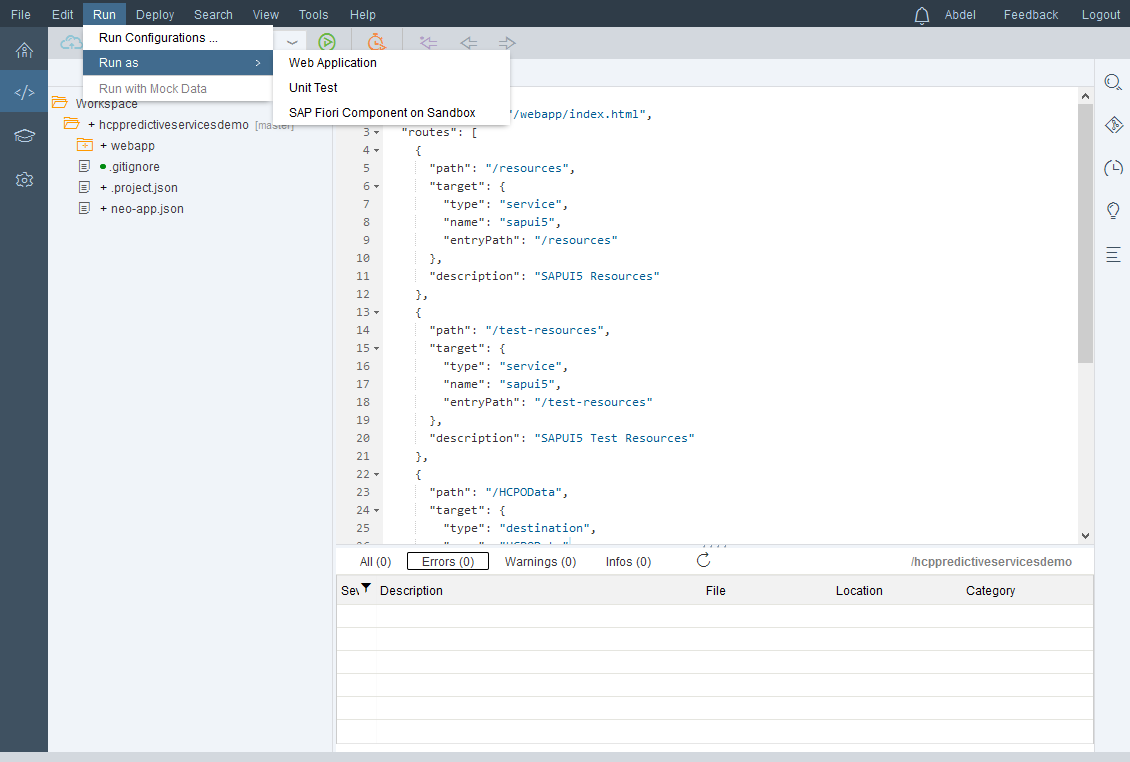 File Edit Run Deploy Search View Tools Help Abdel Feedback Logout
Run Configurations ...
Run as >
Run with Mock Data
Web Application
Unit Test
SAP Fiori Component on Sandbox
Workspace
+ hcppredictiveservicesdemo [master]
+ webapp
.gitignore
+ .project.json
+ neo-app.json
"/webapp/index.html",
3 "routes": [
4 {
5 "path": "/resources",
6 "target": {
7 "type": "service",
8 "name": "sapui5",
9 "entryPath": "/resources"
10 },
11 "description": "SAPUI5 Resources"
12 },
13 {
14 "path": "/test-resources",
15 "target": {
16 "type": "service",
17 "name": "sapui5",
18 "entryPath": "/test-resources"
19 },
20 "description": "SAPUI5 Test Resources"
21 },
22 {
23 "path": "/HCPOData",
24 "target": {
25 "type": "destination",
All (0) Errors (0) Warnings (0) Infos (0) /hcppredictiveservicesdemo
Sev Description File Location Category